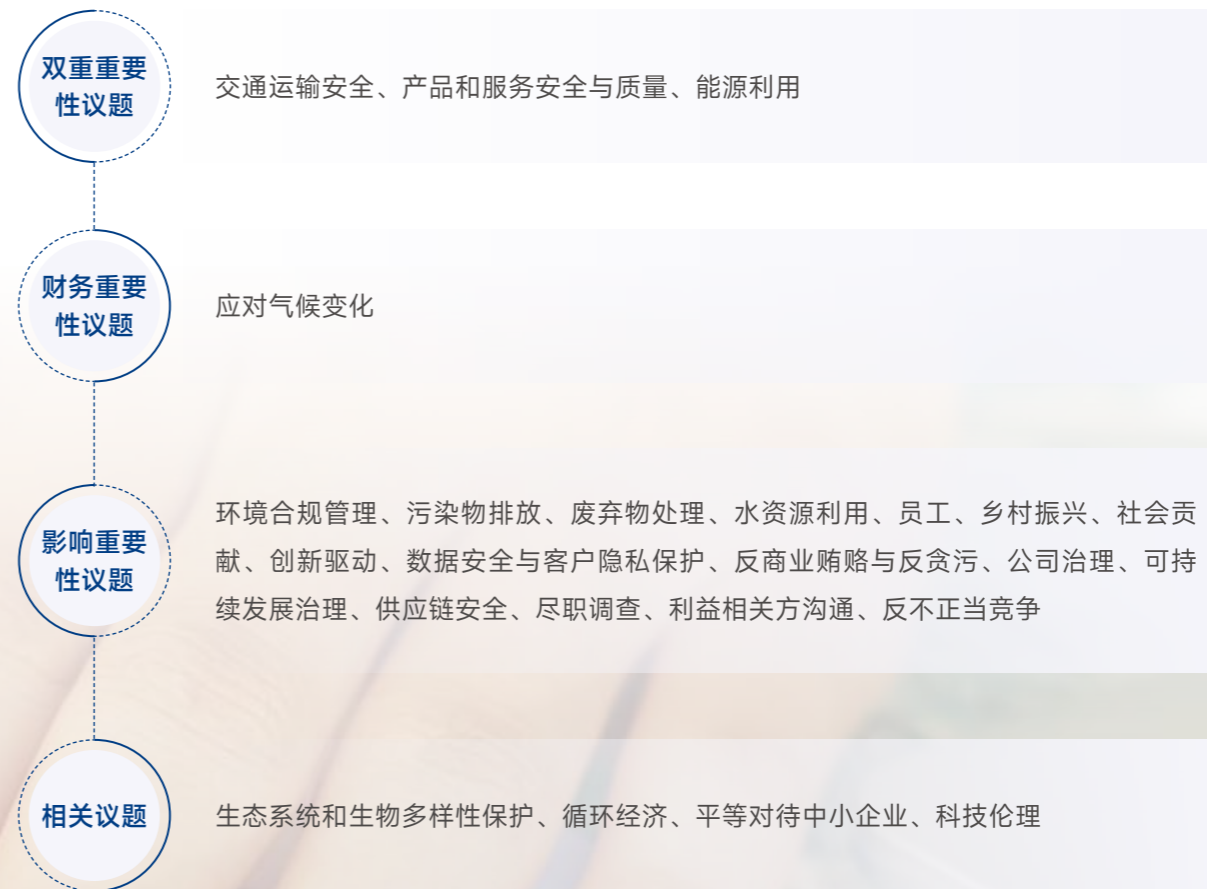 双重重要
性议题
交通运输安全、产品和服务安全与质量、能源利用
财务重要
性议题
应对气候变化
影响重要
性议题
环境合规管理、污染物排放、废弃物处理、水资源利用、员工、乡村振兴、社会贡
献、创新驱动、数据安全与客户隐私保护、反商业贿赂与反贪污、公司治理、可持
续发展治理、供应链安全、尽职调查、利益相关方沟通、反不正当竞争
相关议题
生态系统和生物多样性保护、循环经济、平等对待中小企业、科技伦理